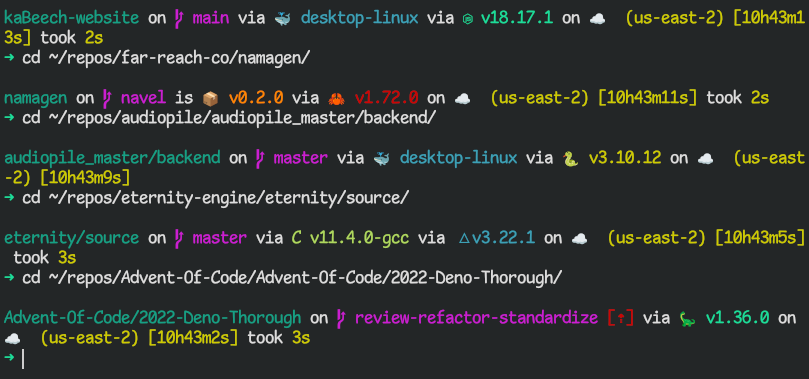 kaBeech-website on main via 🐳 desktop-linux via v18.17.1 on ☁️ (us-east-2) [10h43m1
3s] took 2s
➜ cd ~/repos/far-reach-co/namagen/
namagen on navel is 📦 v0.2.0 via 🦀 v1.72.0 on ☁️ (us-east-2) [10h43m11s] took 2s
➜ cd ~/repos/audiopile/audiopile_master/backend/
audiopile_master/backend on master via 🐳 desktop-linux via 🐍 v3.10.12 on ☁️ (us-east
-2) [10h43m9s]
➜ cd ~/repos/eternity-engine/eternity/source/
eternity/source on master via C v11.4.0-gcc via △v3.22.1 on ☁️ (us-east-2) [10h43m5s]
took 3s
➜ cd ~/repos/Advent-Of-Code/Advent-Of-Code/2022-Deno-Thorough/
Advent-Of-Code/2022-Deno-Thorough on review-refactor-standardize [↑] via 🦕 v1.36.0 on
☁️ (us-east-2) [10h43m2s] took 3s
➜